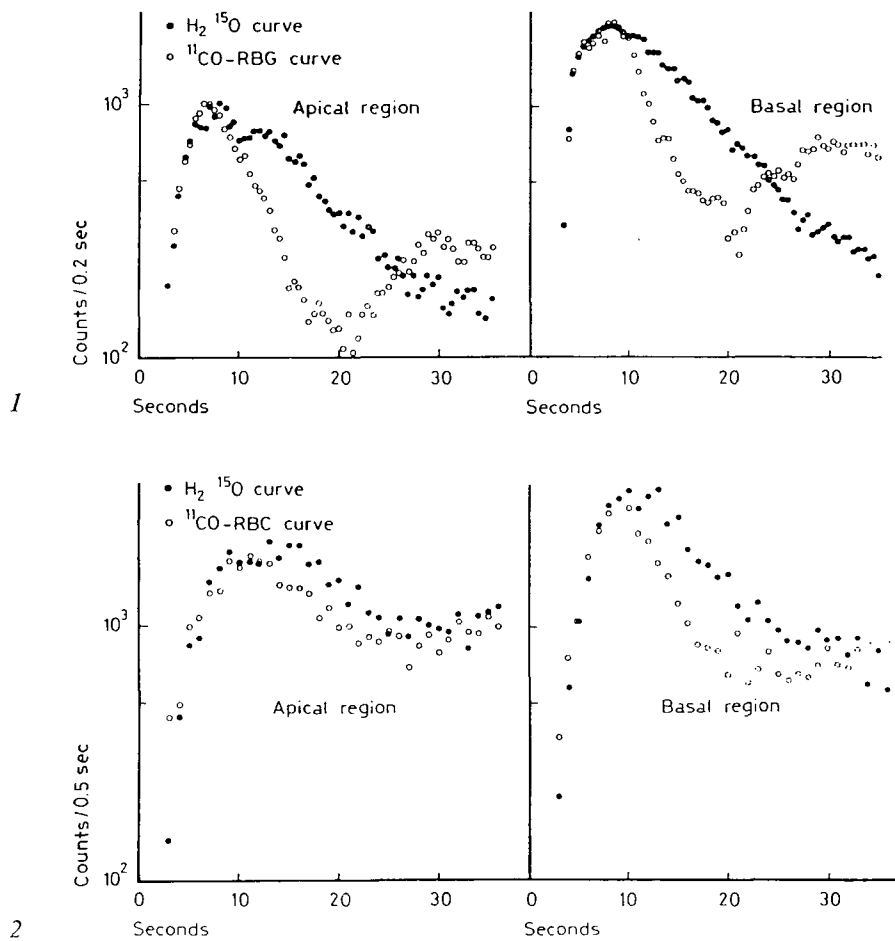 ● H₂ ¹⁵O curve
○ ¹¹CO-RBG curve
Apical region
Basal region
10³
10²
Counts / 0.2 sec
0 10 20 30
0 10 20 30
Seconds
Seconds
1
● H₂ ¹⁵O curve
○ ¹¹CO-RBC curve
Apical region
Basal region
10³
10²
Counts / 0.5 sec
0 10 20 30
0 10 20 30
Seconds
Seconds
2